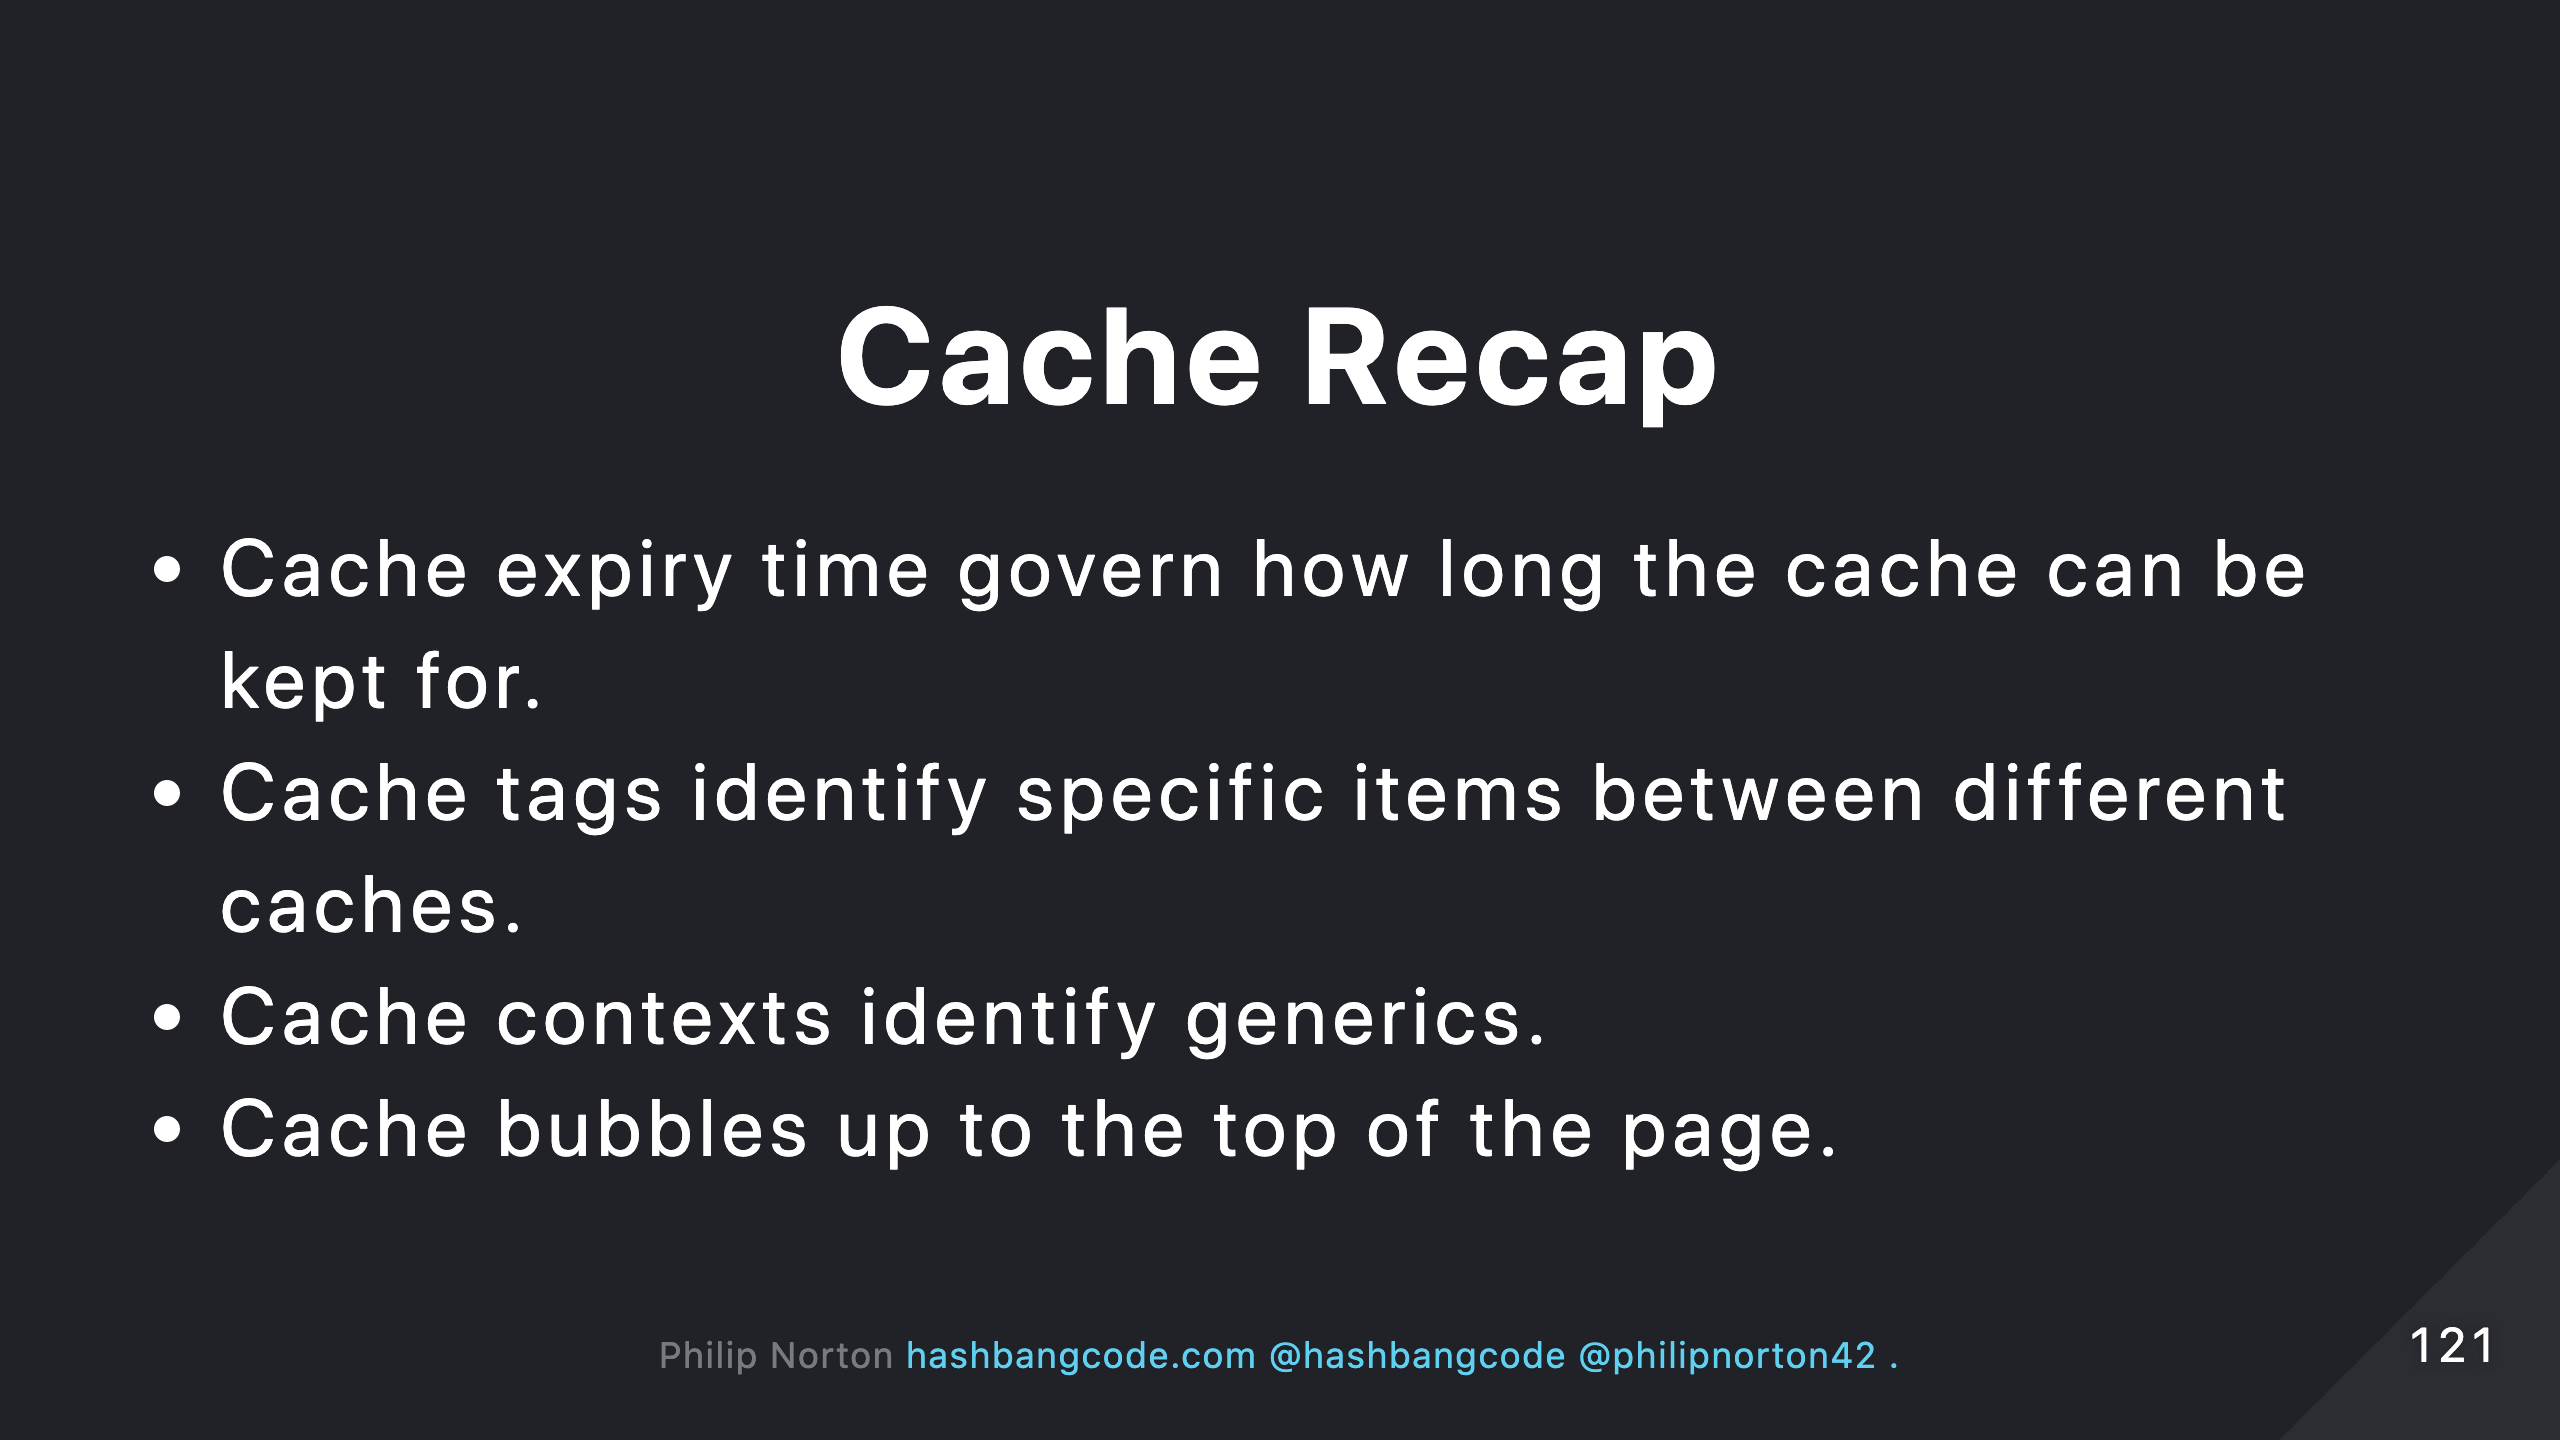 Cache Recap
• Cache expiry time govern how long the cache can be
kept for.
• Cache tags identify specific items between different
caches.
• Cache contexts identify generics.
• Cache bubbles up to the top of the page.
Philip Norton hashbangcode.com @hashbangcode @philipnorton42 .
121